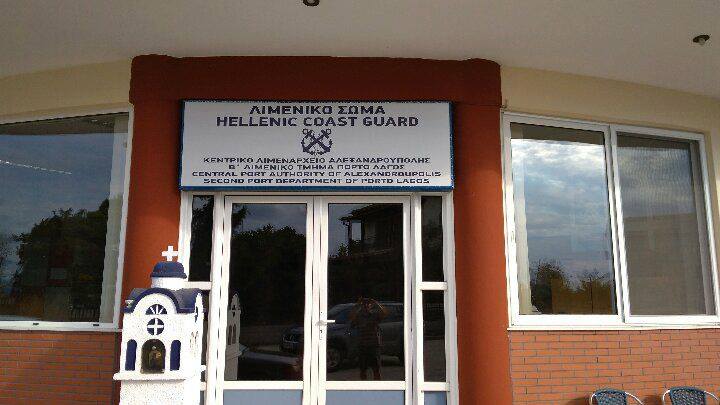 ΛΙΜΕΝΙΚΟ ΣΩΜΑ
HELLENIC COAST GUARD
ΚΕΝΤΡΙΚΟ ΛΙΜΕΝΑΡΧΕΙΟ ΑΛΕΞΑΝΔΡΟΥΠΟΛΗΣ
Β΄ ΛΙΜΕΝΙΚΟ ΤΜΗΜΑ ΠΟΡΤΟ ΛΑΓΟΣ
CENTRAL PORT AUTHORITY OF ALEXANDROUPOLIS
SECOND PORT DEPARTMENT OF PORTO LAGOS